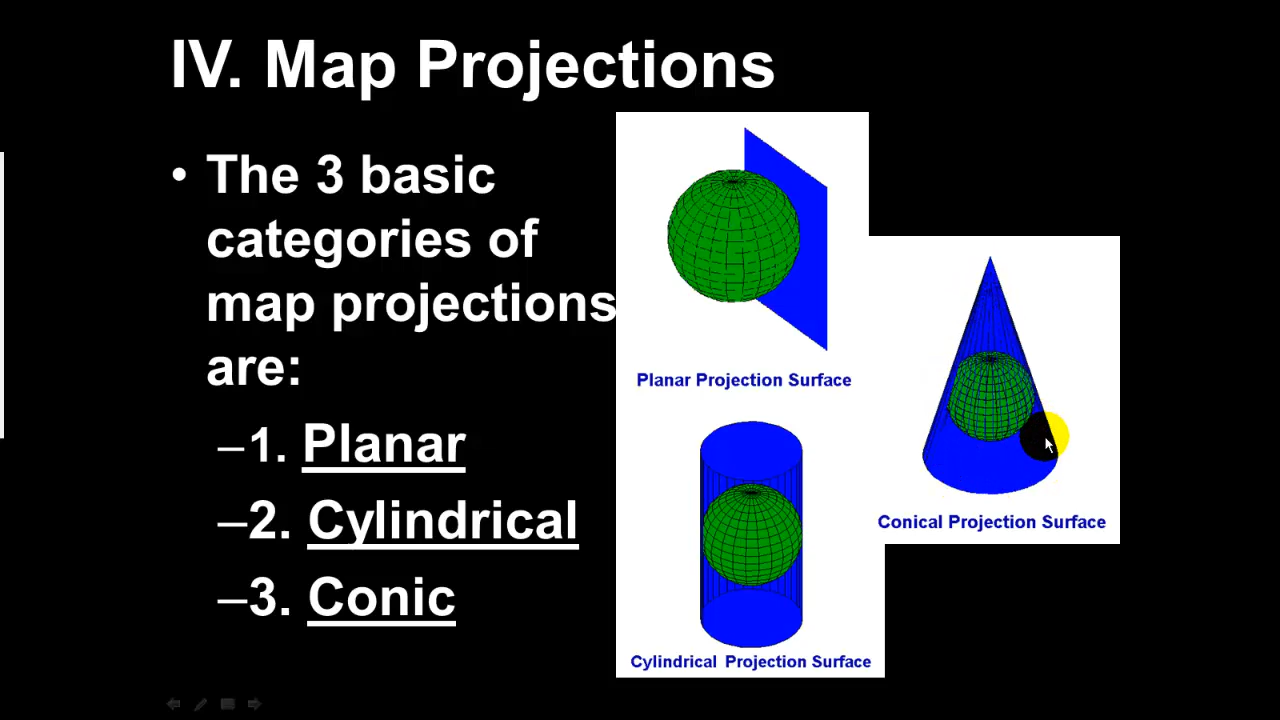 IV. Map Projections
• The 3 basic
categories of
map projections
are:
–1. Planar
–2. Cylindrical
–3. Conic
Planar Projection Surface
Conical Projection Surface
Cylindrical Projection Surface